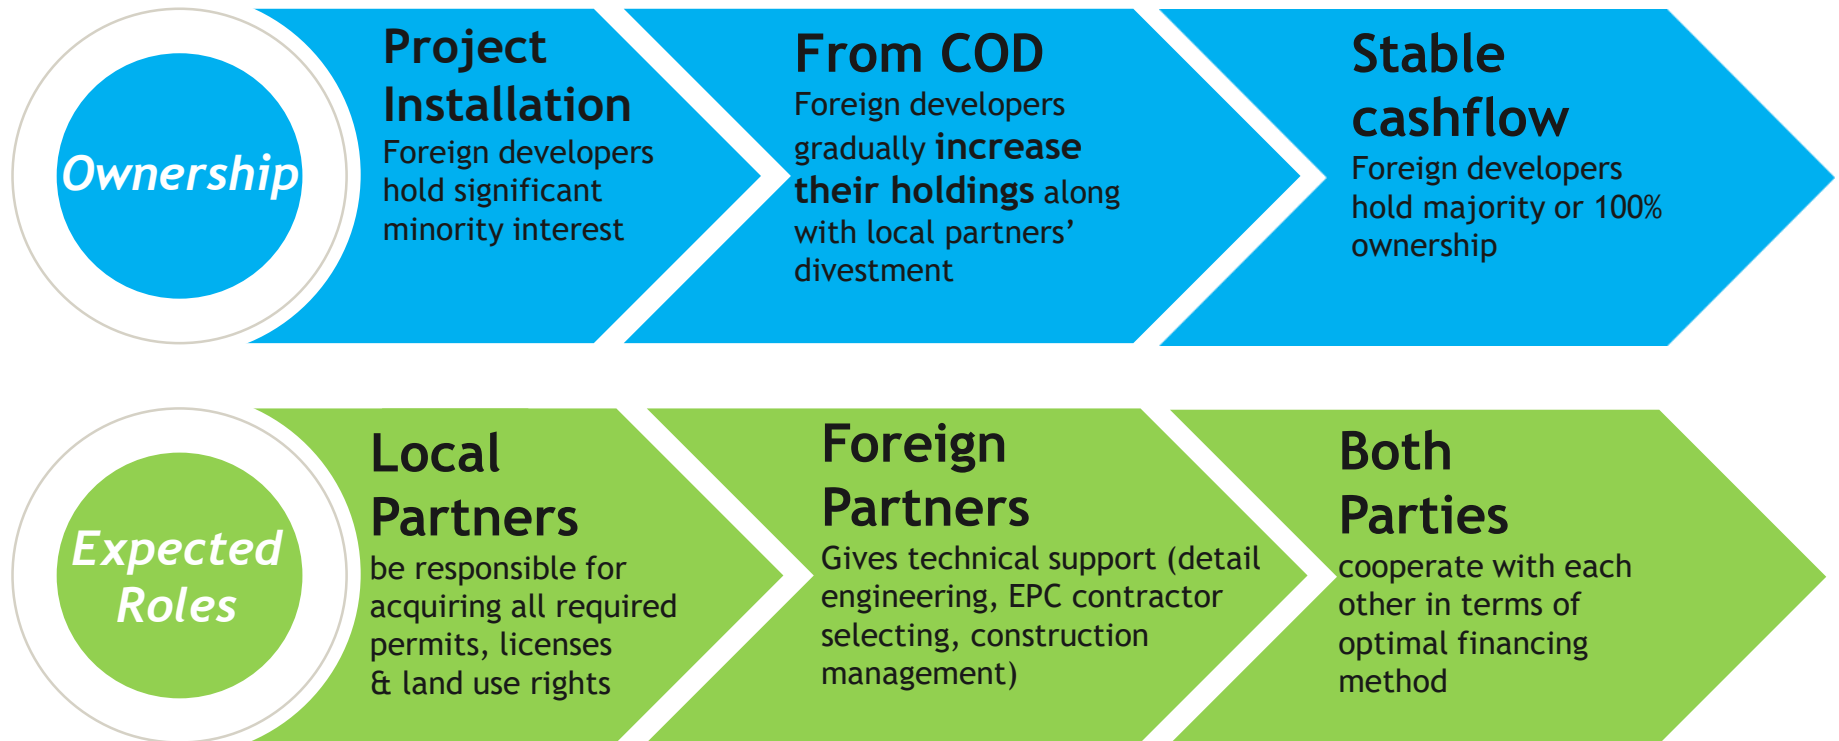 Ownership
Project
Installation
Foreign developers
hold significant
minority interest
From COD
Foreign developers
gradually increase
their holdings along
with local partners’
divestment
Stable
cashflow
Foreign developers
hold majority or 100%
ownership
Expected
Roles
Local
Partners
be responsible for
acquiring all required
permits, licenses
& land use rights
Foreign
Partners
Gives technical support (detail
engineering, EPC contractor
selecting, construction
management)
Both
Parties
cooperate with each
other in terms of
optimal financing
method